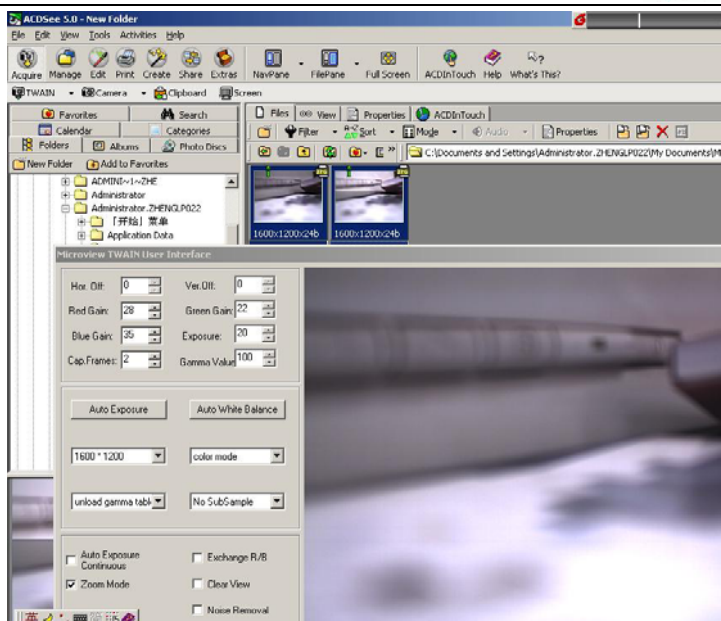 ACDSee 5.0 - New Folder
File Edit View Tools Activities Help
Acquire Manage Edit Print Create Share Extras NavPane FilePane Full Screen ACDInTouch Help What's This?
TWAIN Camera Clipboard Screen
Favorites Search
Calendar Categories
Folders Albums Photo Discs
New Folder Add to Favorites
ADMINI~1~ZHE
Administrator
Administrator.ZHENGLP022
「开始」菜单
Application Data
Files View Properties ACDInTouch
Filter Sort Mode Audio Properties
C:\Documents and Settings\Administrator.ZHENGLP022\My Documents\M
1600x1200x24b 1600x1200x24b
Microview TWAIN User Interface
Hor. Off: 0 Ver.Off: 0
Red Gain: 28 Green Gain: 22
Blue Gain: 35 Exposure: 20
Cap.Frames: 2 Gamma Value 100
Auto Exposure Auto White Balance
1600 * 1200 color mode
unload gamma tabl No SubSample
Auto Exposure Continuous Exchange R/B
Zoom Mode Clear View
Noise Removal
英